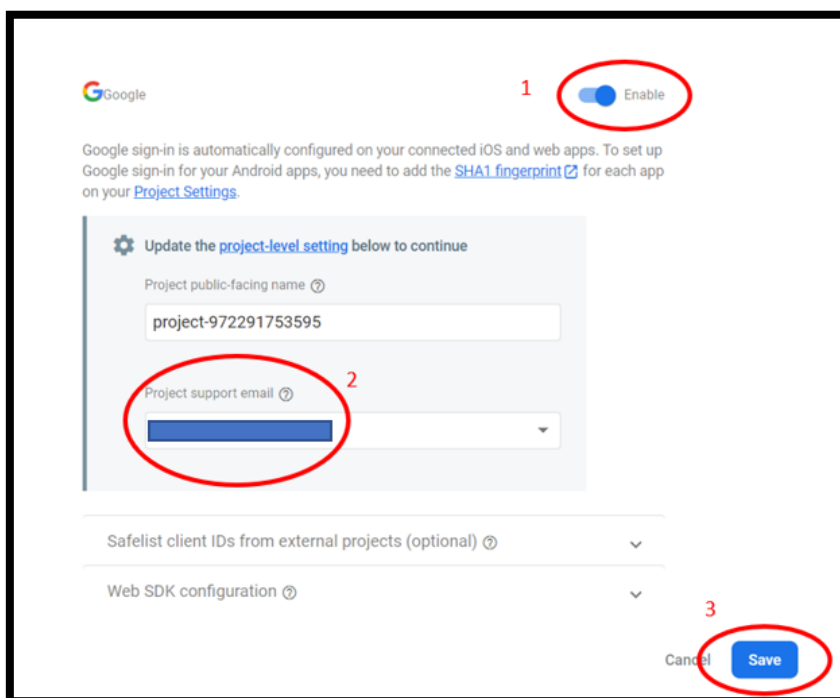 1
Google
Enable
Google sign-in is automatically configured on your connected iOS and web apps. To set up
Google sign-in for your Android apps, you need to add the SHA1 fingerprint for each app
on your Project Settings.
Update the project-level setting below to continue
Project public-facing name
project-972291753595
2
Project support email
Safelist client IDs from external projects (optional)
Web SDK configuration
3
Cancel
Save